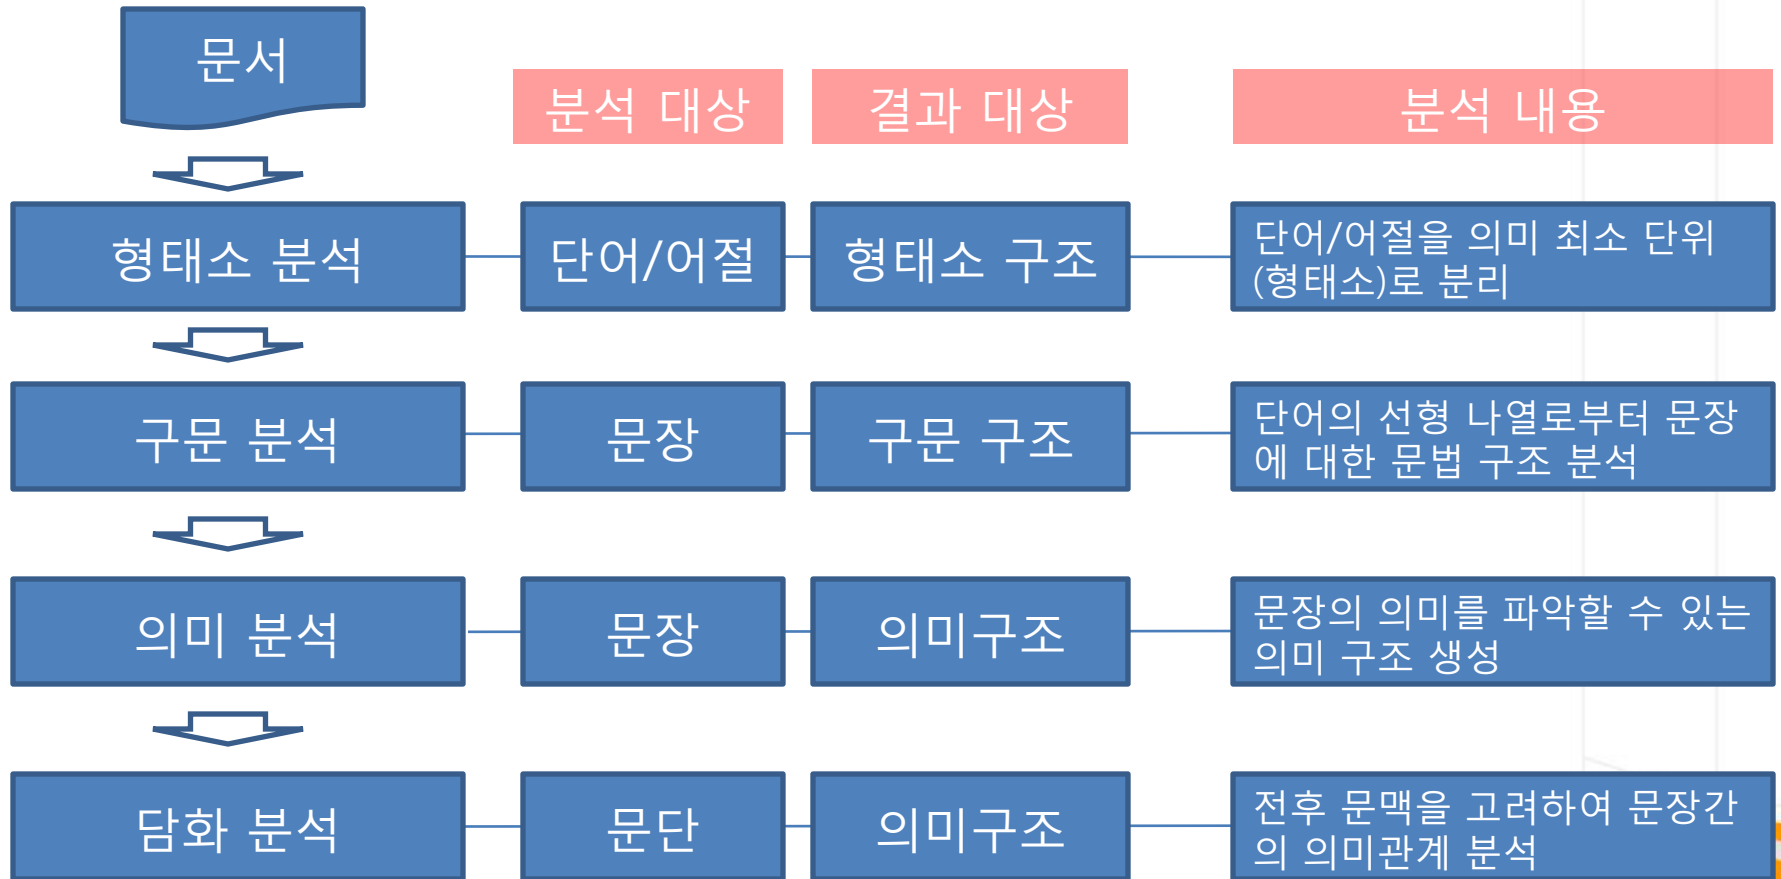 문서
분석 대상
결과 대상
분석 내용
형태소 분석
단어/어절
형태소 구조
단어/어절을 의미 최소 단위
(형태소)로 분리
구문 분석
문장
구문 구조
단어의 선형 나열로부터 문장
에 대한 문법 구조 분석
의미 분석
문장
의미구조
문장의 의미를 파악할 수 있는
의미 구조 생성
담화 분석
문단
의미구조
전후 문맥을 고려하여 문장간
의 의미관계 분석